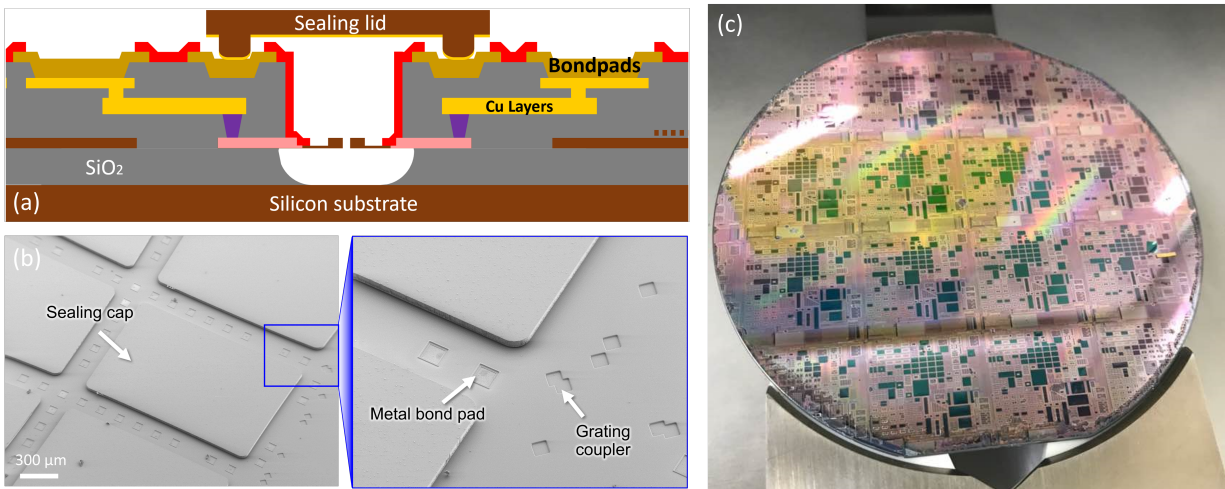 Sealing lid
Bondpads
Cu Layers
SiO2
(a)
Silicon substrate
(b)
Sealing cap
300 µm
Metal bond pad
Grating
coupler
(c)